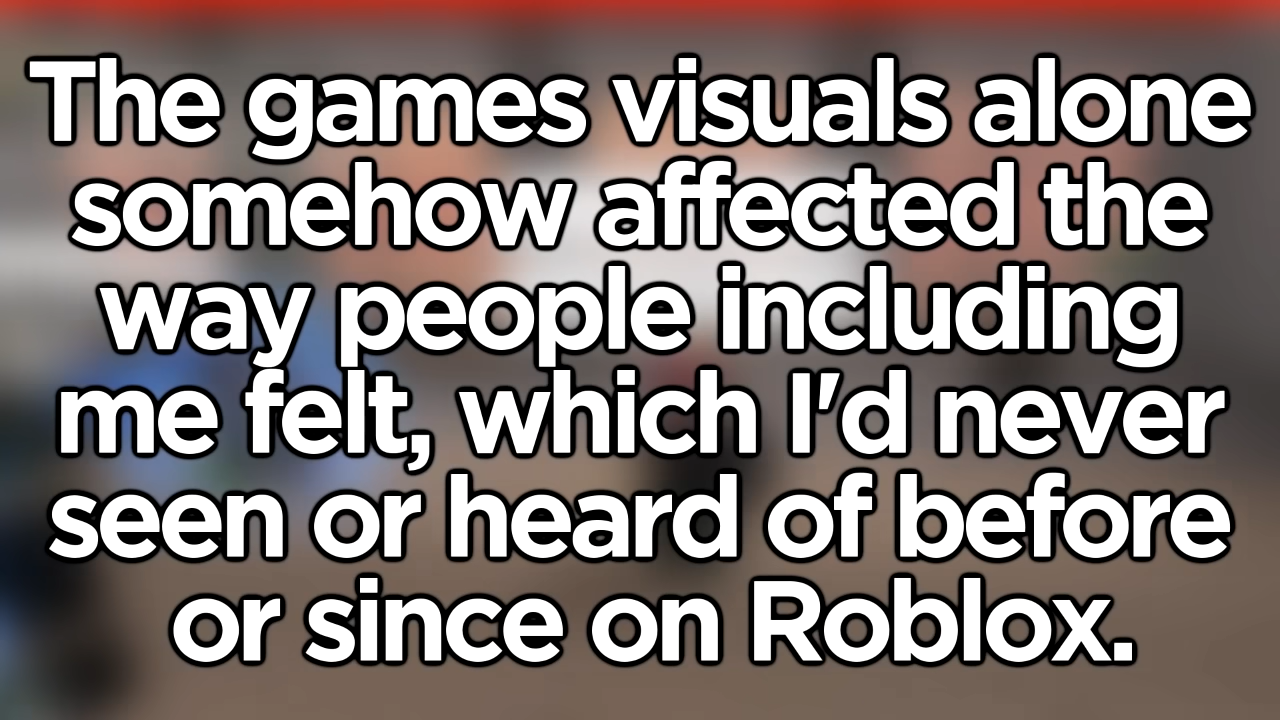 The games visuals alone
somehow affected the
way people including
me felt, which I'd never
seen or heard of before
or since on Roblox.